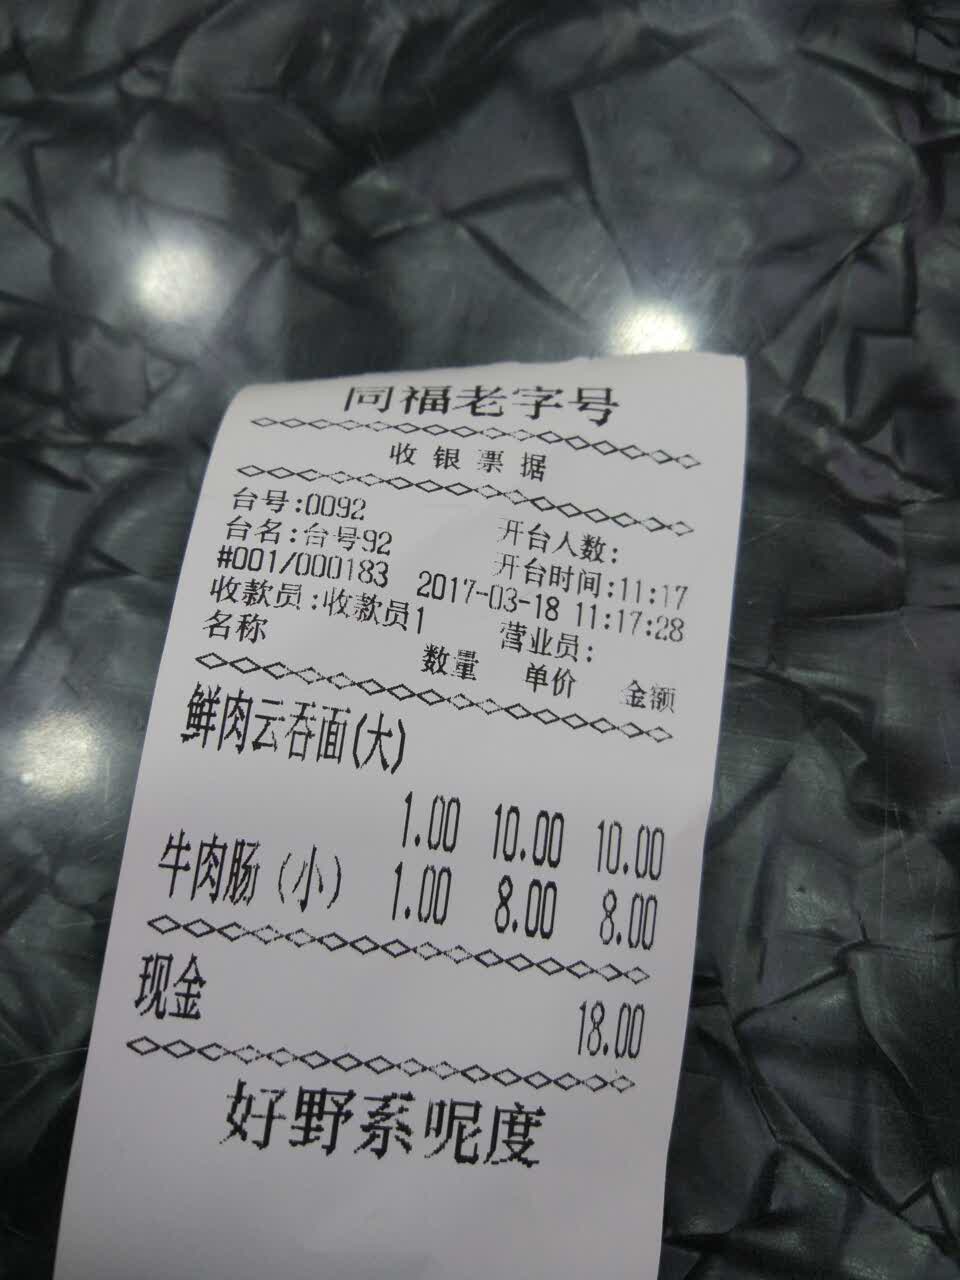 同福老字号
收银票据
台号:0092 开台人数:
台名:台号92 开台时间:11:17
#001/000183 2017-03-18 11:17:28
收款员:收款员1 营业员:
名称 数量 单价 金额
鲜肉云吞面(大)
1.00 10.00 10.00
牛肉肠（小） 1.00 8.00 8.00
现金 18.00
好野系呢度